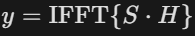 y = IFFT{S · H}